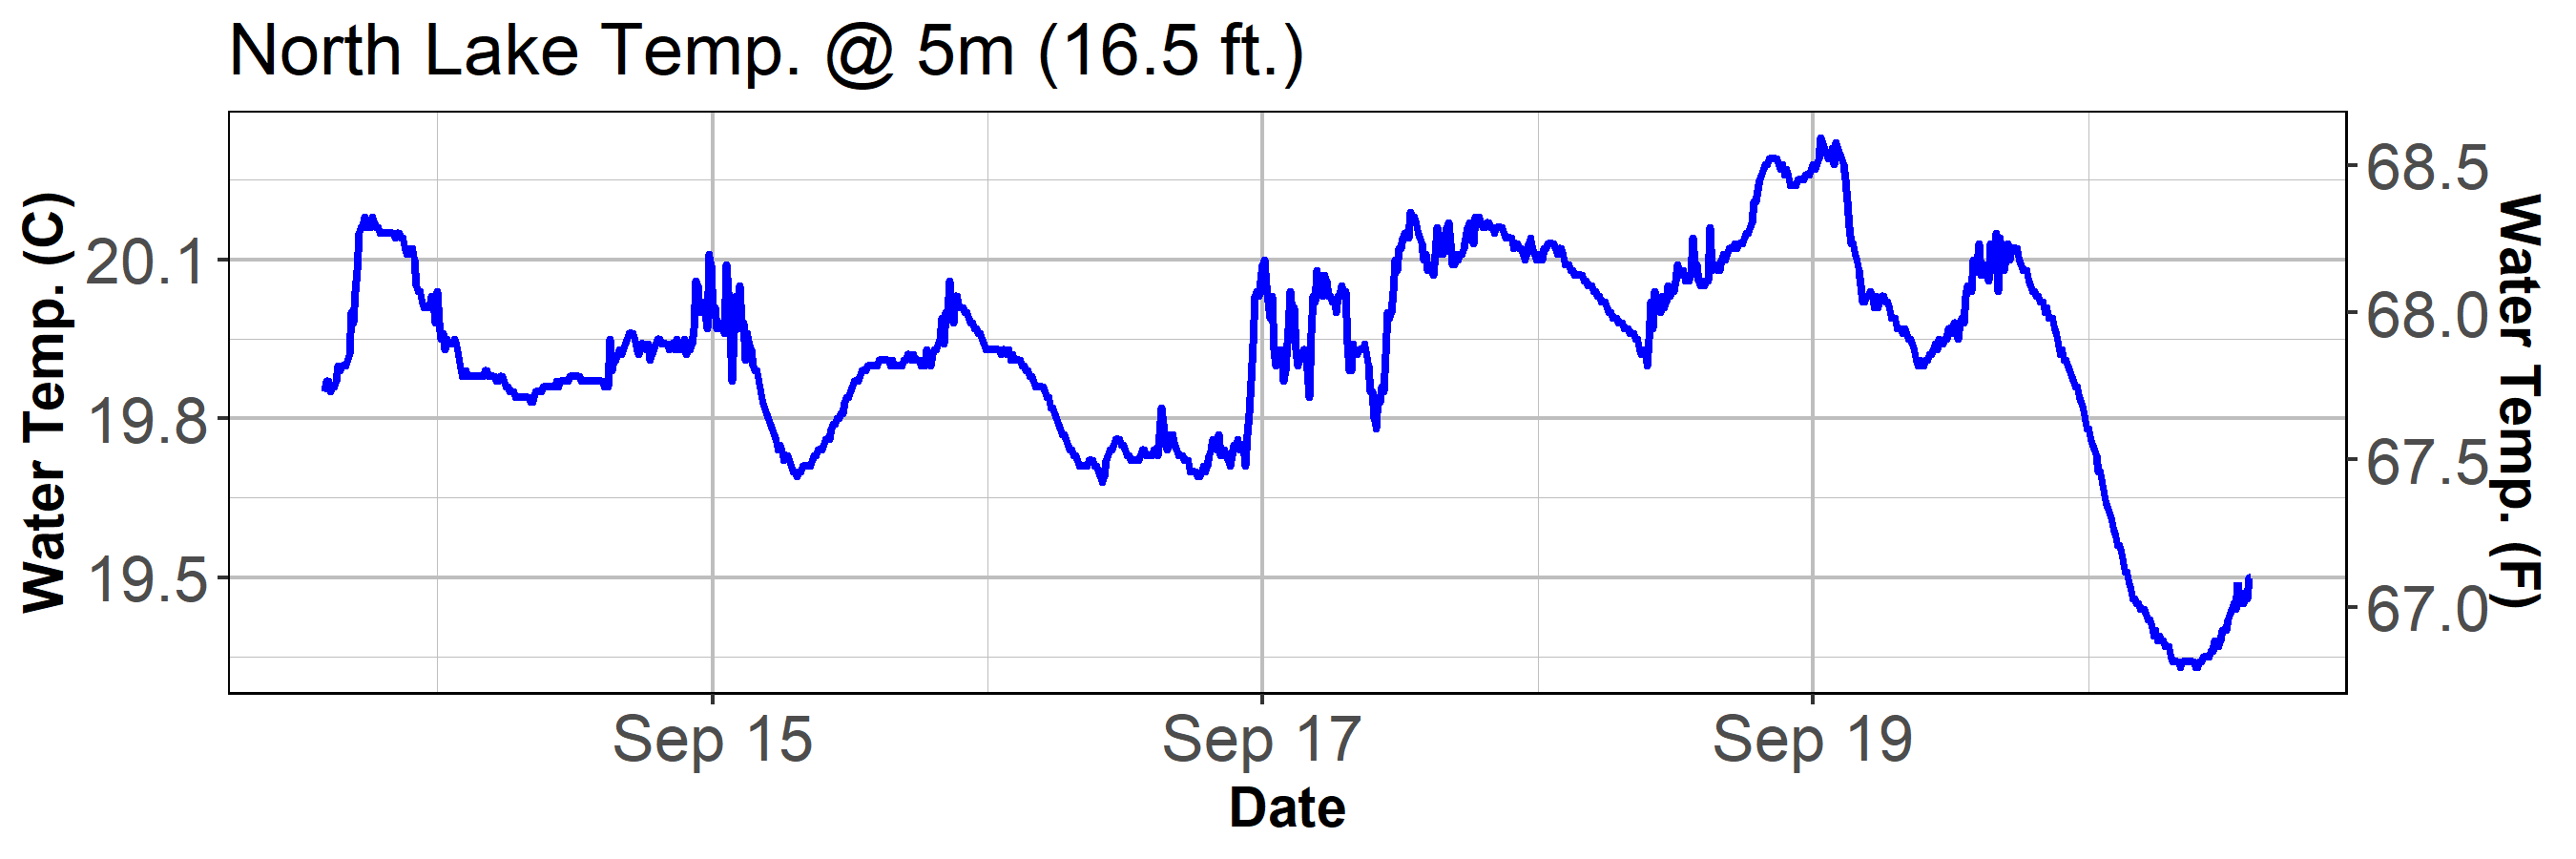 North Lake Temp. @ 5m (16.5 ft.)
Water Temp. (C)
20.1
19.8
19.5
68.5
68.0
67.5
67.0
Water Temp. (F)
Sep 15
Sep 17
Sep 19
Date